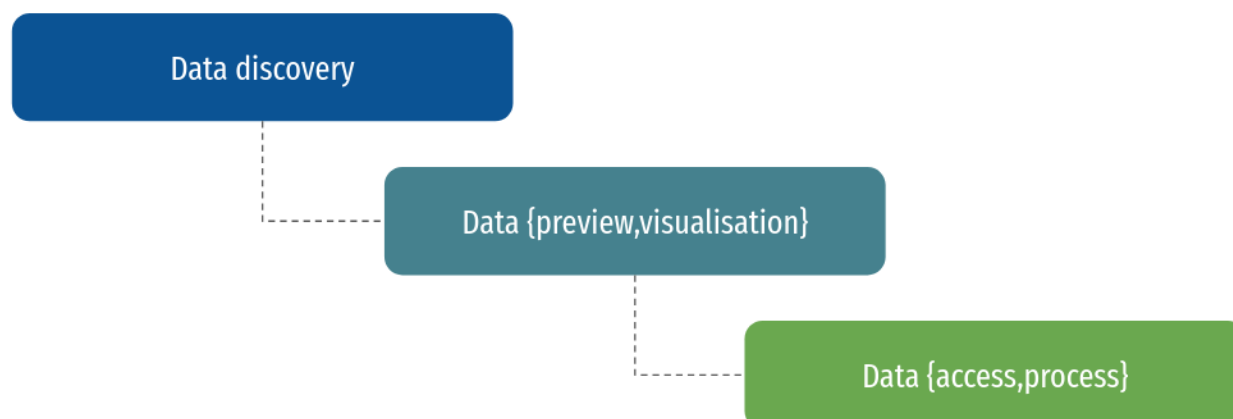 Data discovery
Data {preview,visualisation}
Data {access,process}